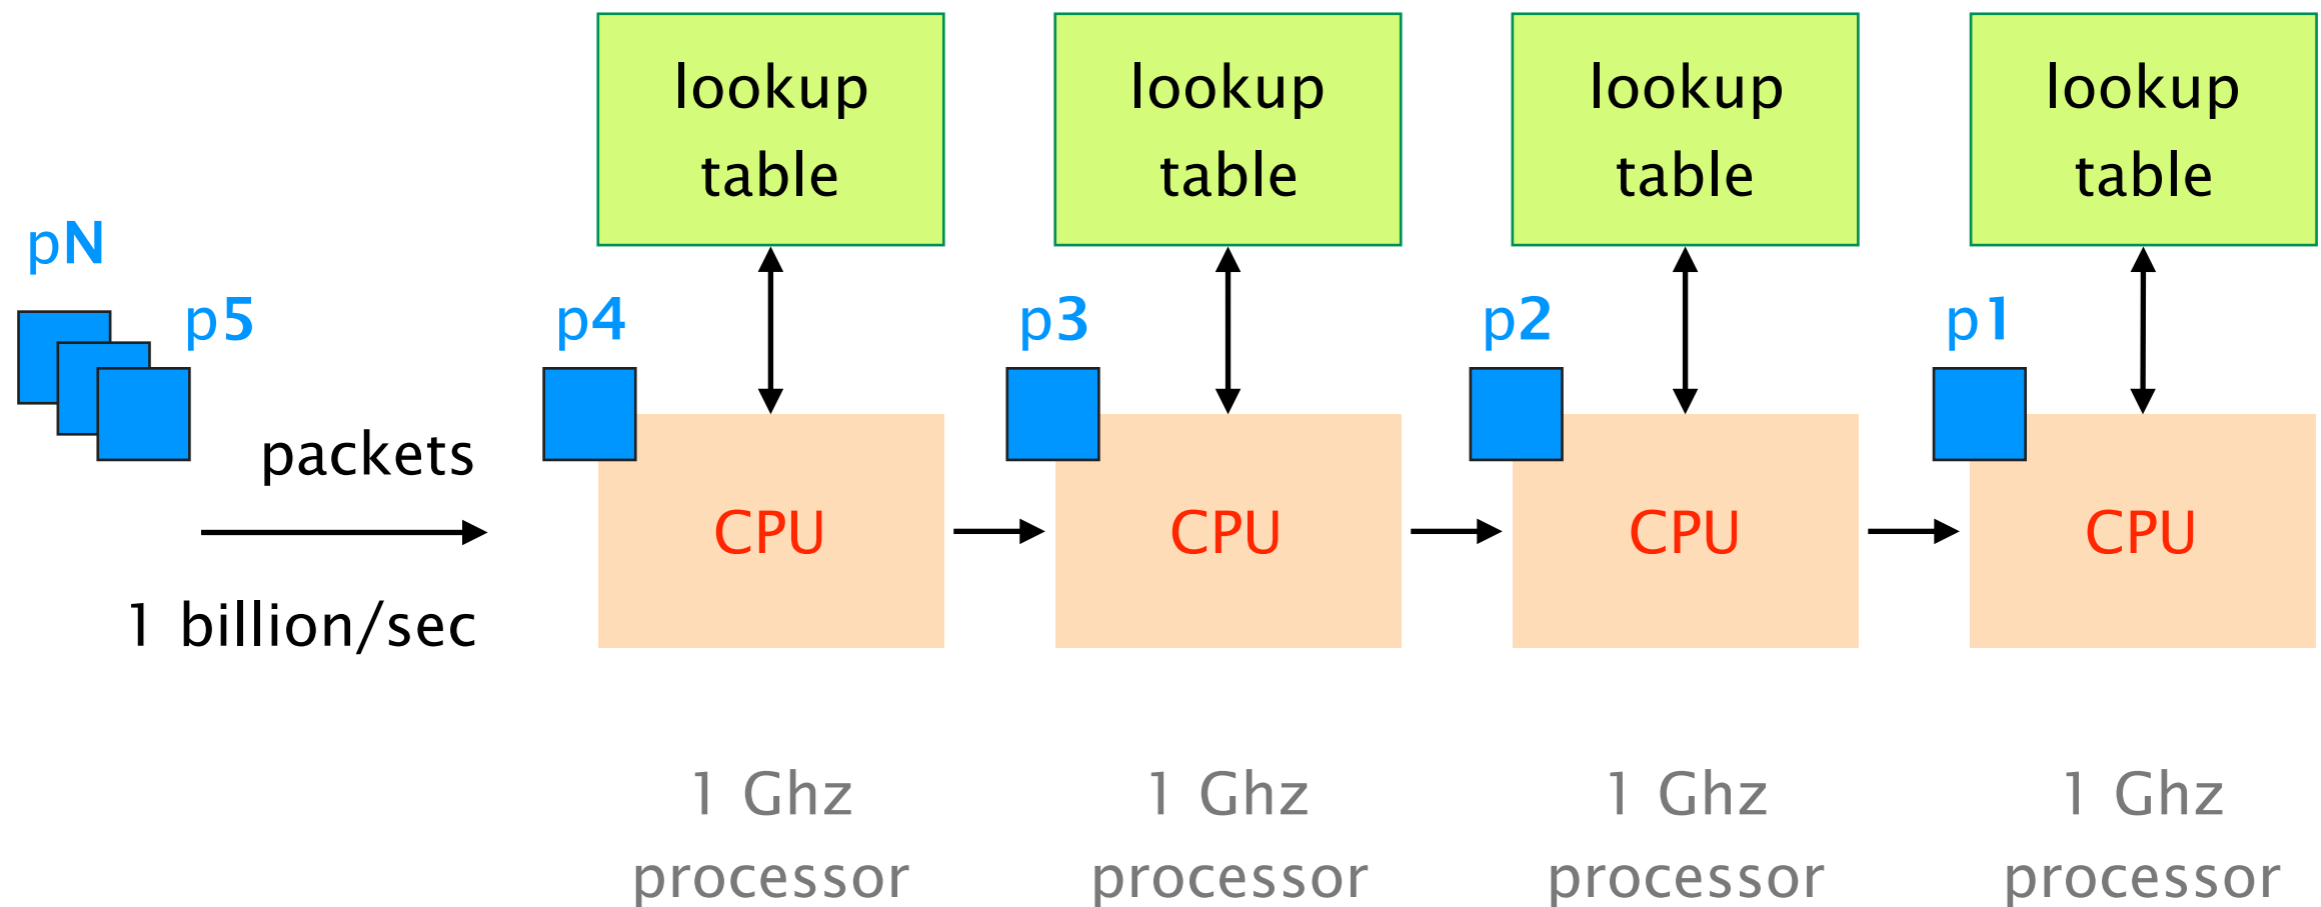 lookup
table
lookup
table
lookup
table
lookup
table
pN
p5
p4
p3
p2
p1
packets
1 billion/sec
CPU
CPU
CPU
CPU
1 Ghz
processor
1 Ghz
processor
1 Ghz
processor
1 Ghz
processor